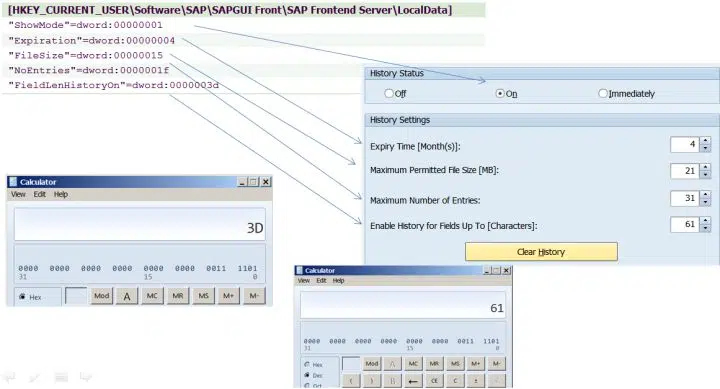 [HKEY_CURRENT_USER\Software\SAP\SAPGUI Front\SAP Frontend Server\LocalData]
"ShowMode"=dword:00000001
"Expiration"=dword:00000004
"FileSize"=dword:00000015
"NoEntries"=dword:0000001f
"FieldLenHistoryOn"=dword:0000003d
History Status
Off On Immediately
History Settings
Expiry Time [Month(s)]: 4
Maximum Permitted File Size [MB]: 21
Maximum Number of Entries: 31
Enable History for Fields Up To [Characters]: 61
Clear History
Calculator
View Edit Help
3D
0000 0000 0000 0000 0000 0000 0011 1101
31 15 0
Hex Mod A MC MR MS M+ M-
Calculator
View Edit Help
61
0000 0000 0000 0000 0000 0000 0011 1101
31 15 0
Hex Mod A MC MR MS M+ M-
Dec ( ) B ← CE C ±
Oct